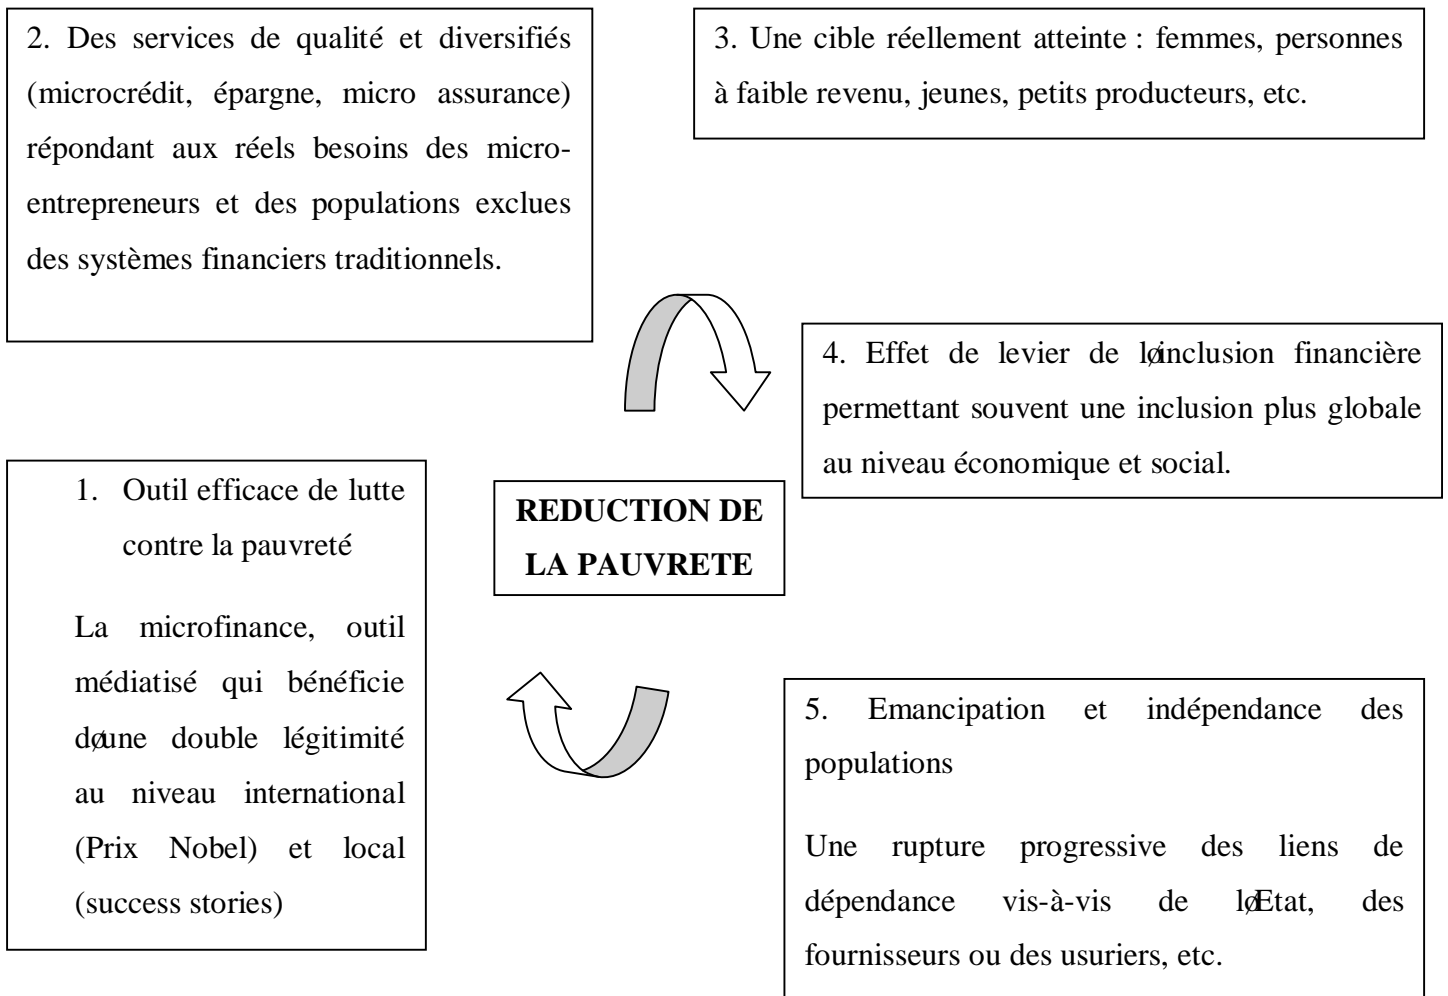 2. Des services de qualité et diversifiés
(microcrédit, épargne, micro assurance)
répondant aux réels besoins des micro-
entrepreneurs et des populations exclues
des systèmes financiers traditionnels.
3. Une cible réellement atteinte : femmes, personnes
à faible revenu, jeunes, petits producteurs, etc.
4. Effet de levier de løinclusion financière
permettant souvent une inclusion plus globale
au niveau économique et social.
1. Outil efficace de lutte
contre la pauvreté
La microfinance, outil
médiatisé qui bénéficie
døune double légitimité
au niveau international
(Prix Nobel) et local
(success stories)
REDUCTION DE
LA PAUVRETE
5. Emancipation et indépendance des
populations
Une rupture progressive des liens de
dépendance vis-à-vis de løEtat, des
fournisseurs ou des usuriers, etc.